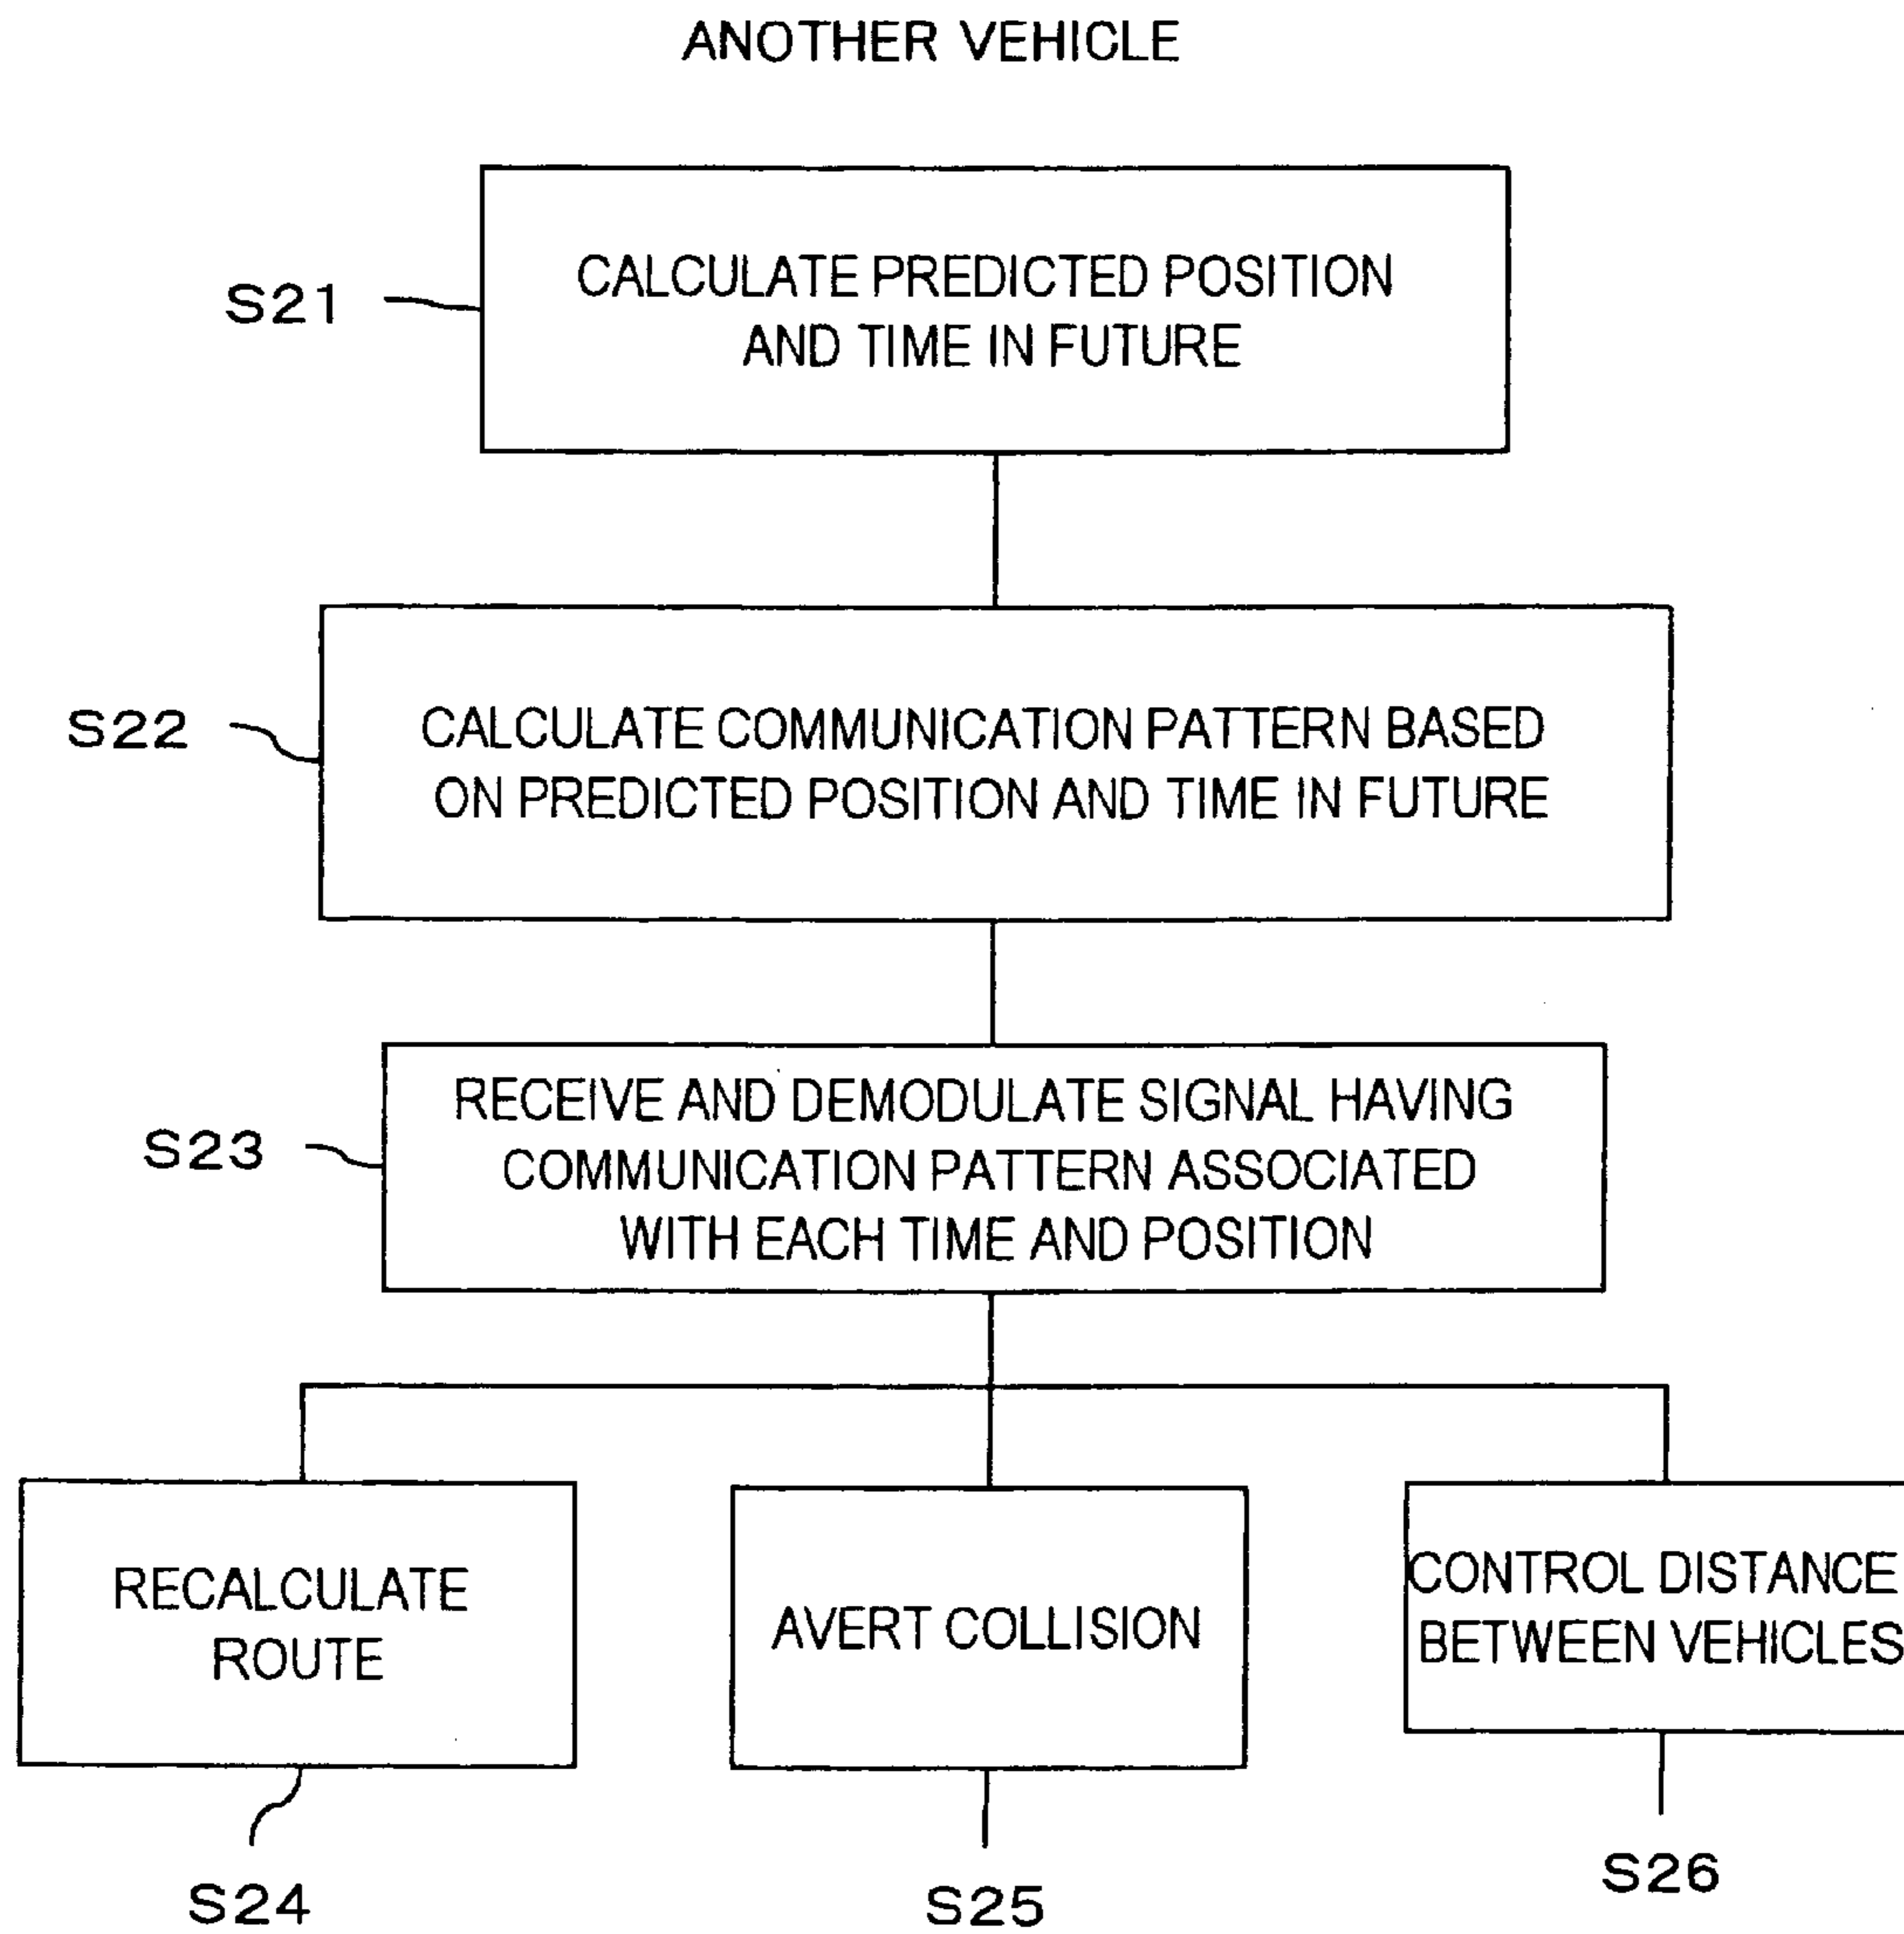 ANOTHER VEHICLE
S21
CALCULATE PREDICTED POSITION
AND TIME IN FUTURE
S22
CALCULATE COMMUNICATION PATTERN BASED
ON PREDICTED POSITION AND TIME IN FUTURE
S23
RECEIVE AND DEMODULATE SIGNAL HAVING
COMMUNICATION PATTERN ASSOCIATED
WITH EACH TIME AND POSITION
RECALCULATE
ROUTE
AVERT COLLISION
CONTROL DISTANCE
BETWEEN VEHICLES
S24
S25
S26